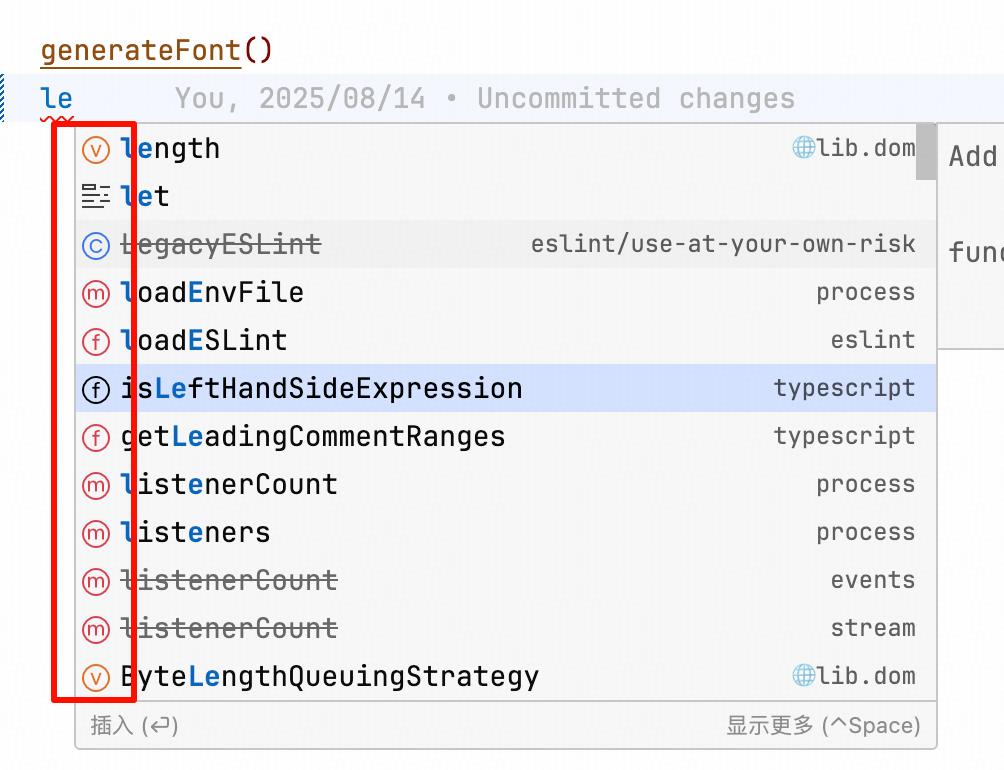 generateFont()
le You, 2025/08/14 • Uncommitted changes
v length 🌐lib.dom
let
C LegacyESLint eslint/use-at-your-own-risk
m loadEnvFile process
f loadESLint eslint
f isLeftHandSideExpression typescript
f getLeadingCommentRanges typescript
m listenerCount process
m listeners process
m listenerCount events
m listenerCount stream
v ByteLengthQueuingStrategy 🌐lib.dom
插入 (↩) 显示更多 (^Space)
Add
func